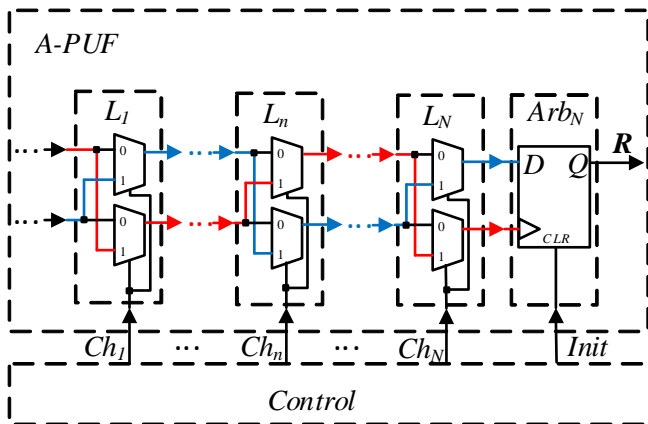 A-PUF
L1 Ln LN ArbN
0 0 0 D Q R
1 1 1
0 0 0 CLR
1 1 1
Ch1 ... Chn ... ChN Init
Control